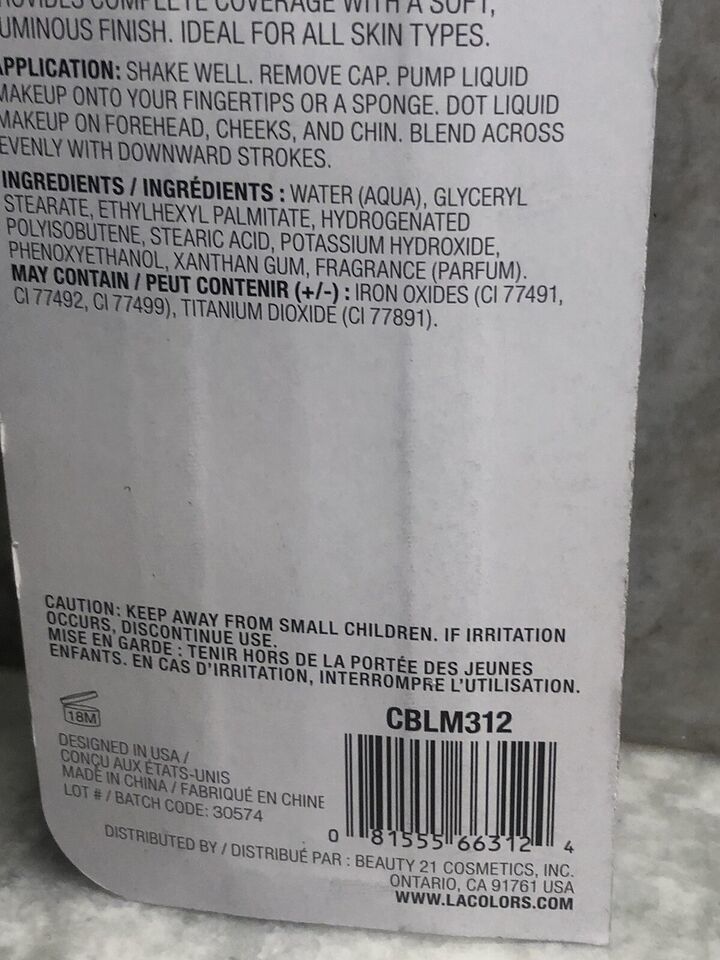 COMPLETE COVERAGE WITH A SOFT,
UMINOUS FINISH. IDEAL FOR ALL SKIN TYPES.
APPLICATION: SHAKE WELL. REMOVE CAP. PUMP LIQUID
MAKEUP ONTO YOUR FINGERTIPS OR A SPONGE. DOT LIQUID
MAKEUP ON FOREHEAD, CHEEKS, AND CHIN. BLEND ACROSS
EVENLY WITH DOWNWARD STROKES.
INGREDIENTS / INGRÉDIENTS : WATER (AQUA), GLYCERYL
STEARATE, ETHYLHEXYL PALMITATE, HYDROGENATED
POLYISOBUTENE, STEARIC ACID, POTASSIUM HYDROXIDE,
PHENOXYETHANOL, XANTHAN GUM, FRAGRANCE (PARFUM).
MAY CONTAIN / PEUT CONTENIR (+/-) : IRON OXIDES (CI 77491,
CI 77492, CI 77499), TITANIUM DIOXIDE (CI 77891).
CAUTION: KEEP AWAY FROM SMALL CHILDREN. IF IRRITATION
OCCURS, DISCONTINUE USE.
MISE EN GARDE : TENIR HORS DE LA PORTÉE DES JEUNES
ENFANTS. EN CAS D'IRRITATION, INTERROMPRE L'UTILISATION.
18M
CBLM312
DESIGNED IN USA /
CONÇU AUX ÉTATS-UNIS
MADE IN CHINA / FABRIQUÉ EN CHINE
LOT # / BATCH CODE: 30574
0 81555 66312 4
DISTRIBUTED BY / DISTRIBUÉ PAR : BEAUTY 21 COSMETICS, INC.
ONTARIO, CA 91761 USA
WWW.LACOLORS.COM